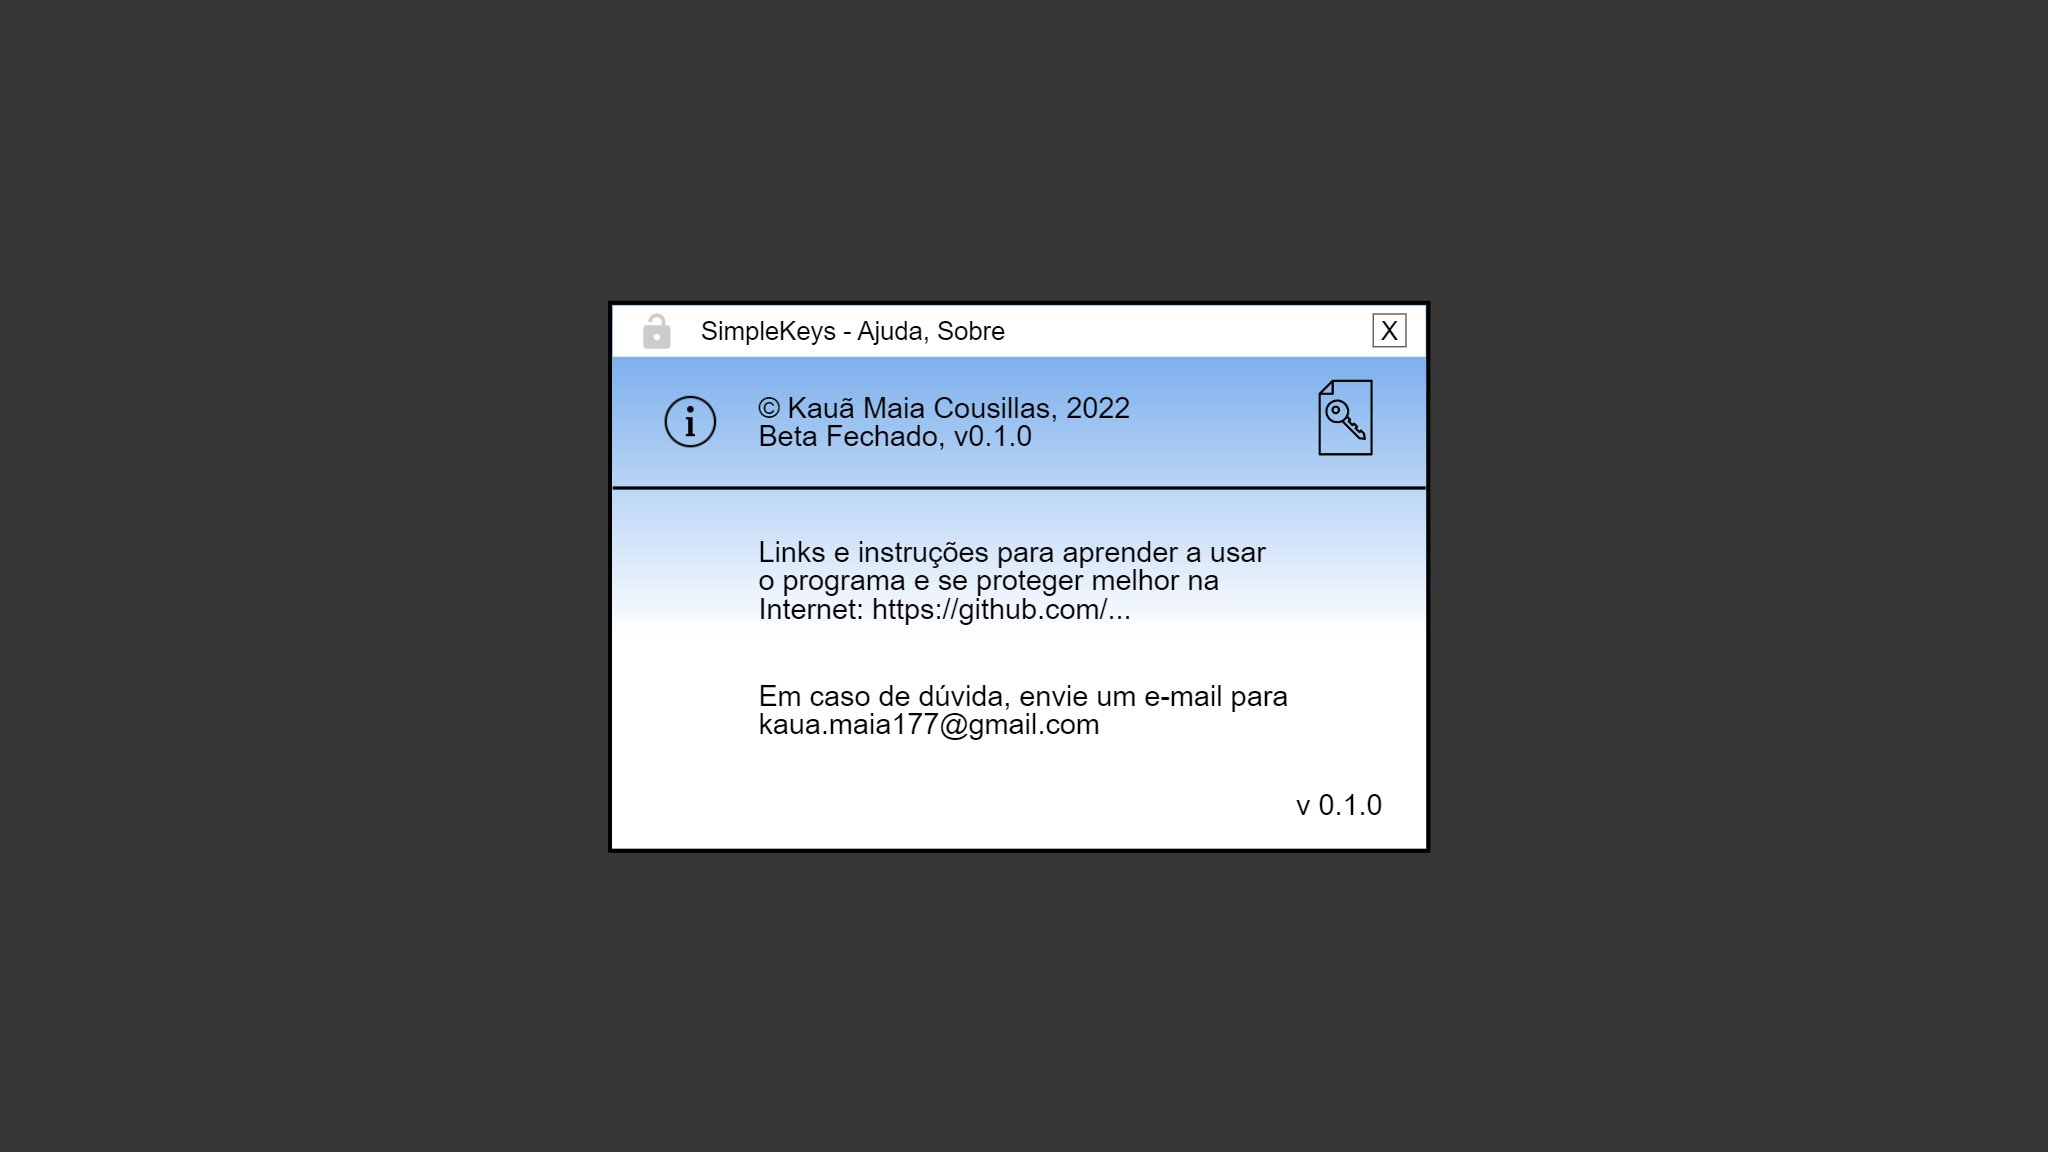 SimpleKeys - Ajuda, Sobre
X
© Kauã Maia Cousillas, 2022
Beta Fechado, v0.1.0
Links e instruções para aprender a usar
o programa e se proteger melhor na
Internet: https://github.com/...
Em caso de dúvida, envie um e-mail para
kaua.maia177@gmail.com
v 0.1.0